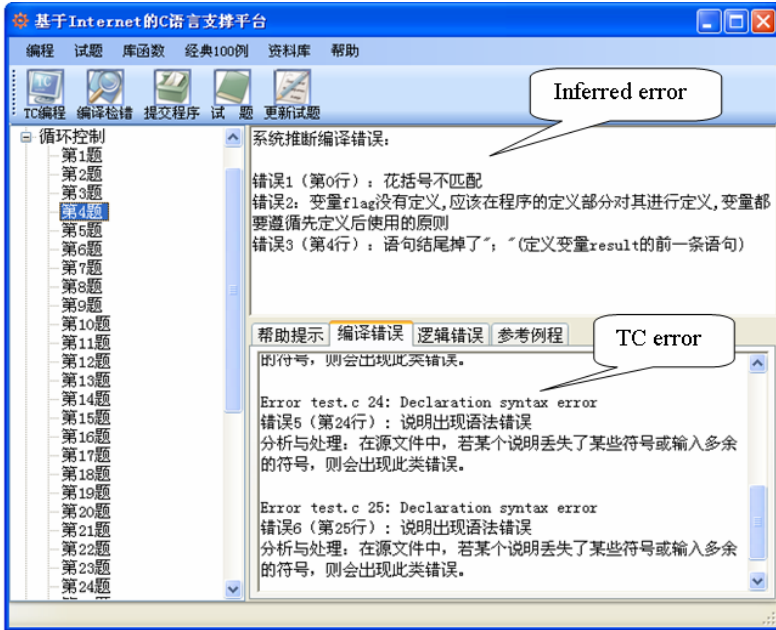 基于Internet的C语言支撑平台
编程 试题 库函数 经典100例 资料库 帮助
TC编程 编译检错 提交程序 试 题 更新试题
Inferred error
循环控制
第1题
第2题
第3题
第4题
第5题
第6题
第7题
第8题
第9题
第10题
第11题
第12题
第13题
第14题
第15题
第16题
第17题
第18题
第19题
第20题
第21题
第22题
第23题
第24题
系统推断编译错误:
错误1（第0行）: 花括号不匹配
错误2: 变量flag没有定义,应该在程序的定义部分对其进行定义,变量都
要遵循先定义后使用的原则
错误3（第4行）: 语句结尾掉了"; "(定义变量result的前一条语句)
帮助提示 编译错误 逻辑错误 参考例程
TC error
的符号，则会出现此类错误。
Error test.c 24: Declaration syntax error
错误5（第24行）: 说明出现语法错误
分析与处理: 在源文件中，若某个说明丢失了某些符号或输入多余
的符号，则会出现此类错误。
Error test.c 25: Declaration syntax error
错误6（第25行）: 说明出现语法错误
分析与处理: 在源文件中，若某个说明丢失了某些符号或输入多余
的符号，则会出现此类错误。